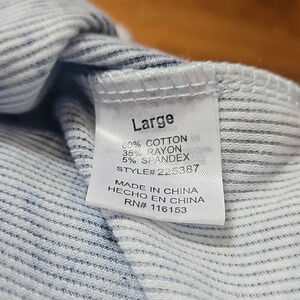 Large
60% COTTON
35% RAYON
5% SPANDEX
STYLE# 225387
MADE IN CHINA
HECHO EN CHINA
RN# 116153